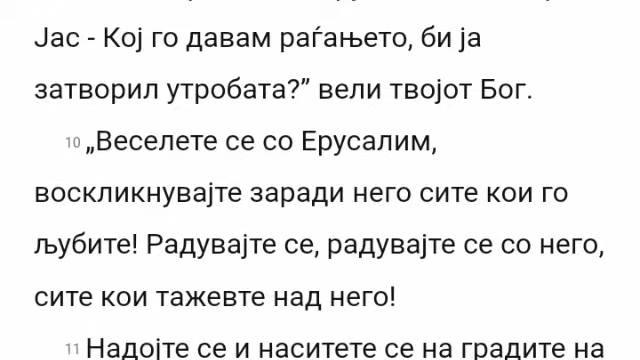 Јас - Кој го давам раѓањето, би ја
затворил утробата?” вели твојот Бог.
10 „Веселете се со Ерусалим,
воскликнувајте заради него сите кои го
љубите! Радувајте се, радувајте се со него,
сите кои тажевте над него!
11 Надојте се и наситете се на градите на